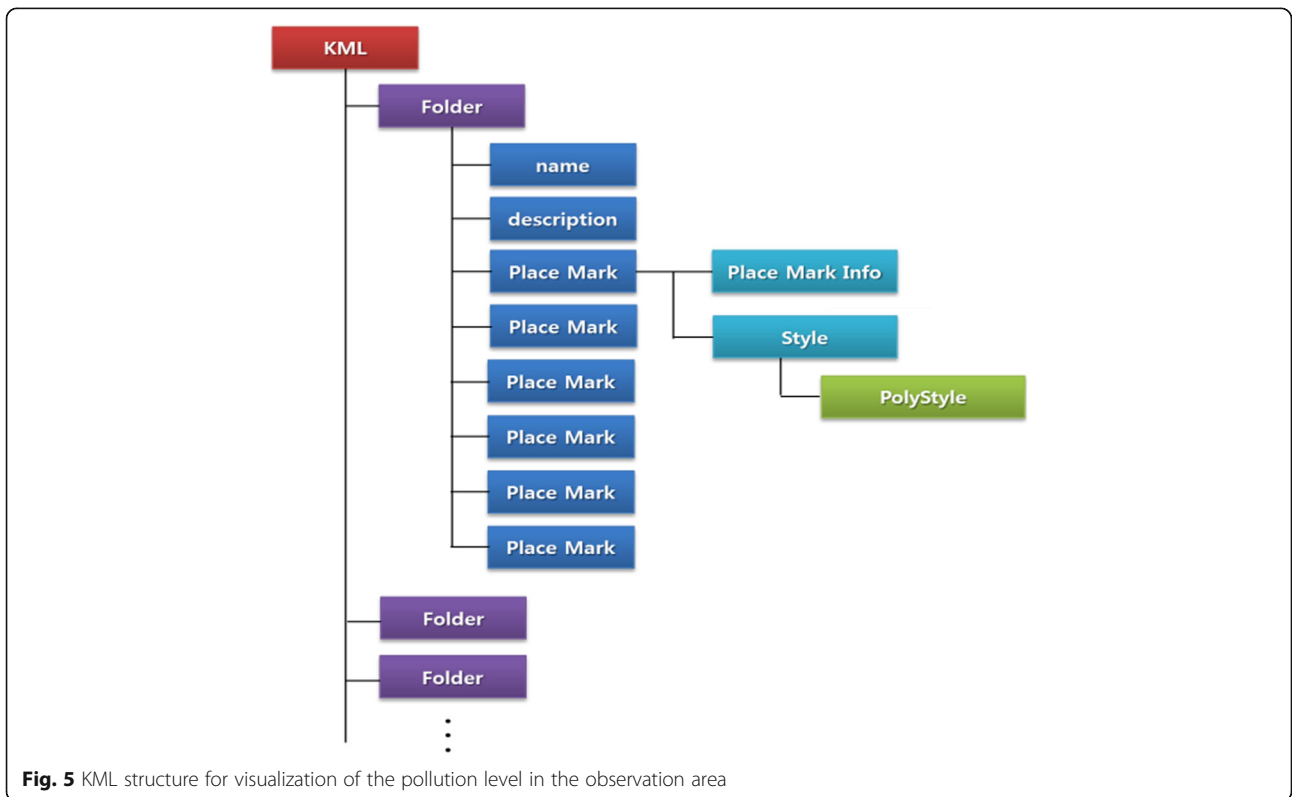 KML
Folder
name
description
Place Mark
Place Mark Info
Style
PolyStyle
Place Mark
Place Mark
Place Mark
Place Mark
Place Mark
Folder
Folder
Fig. 5 KML structure for visualization of the pollution level in the observation area